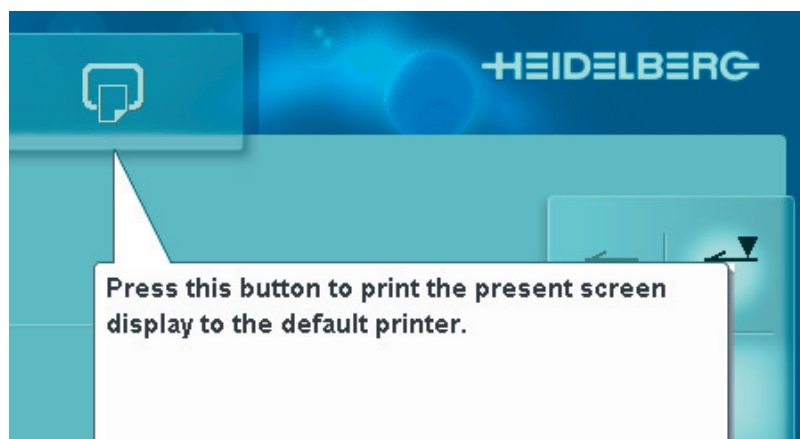 HEIDELBERG
Press this button to print the present screen
display to the default printer.